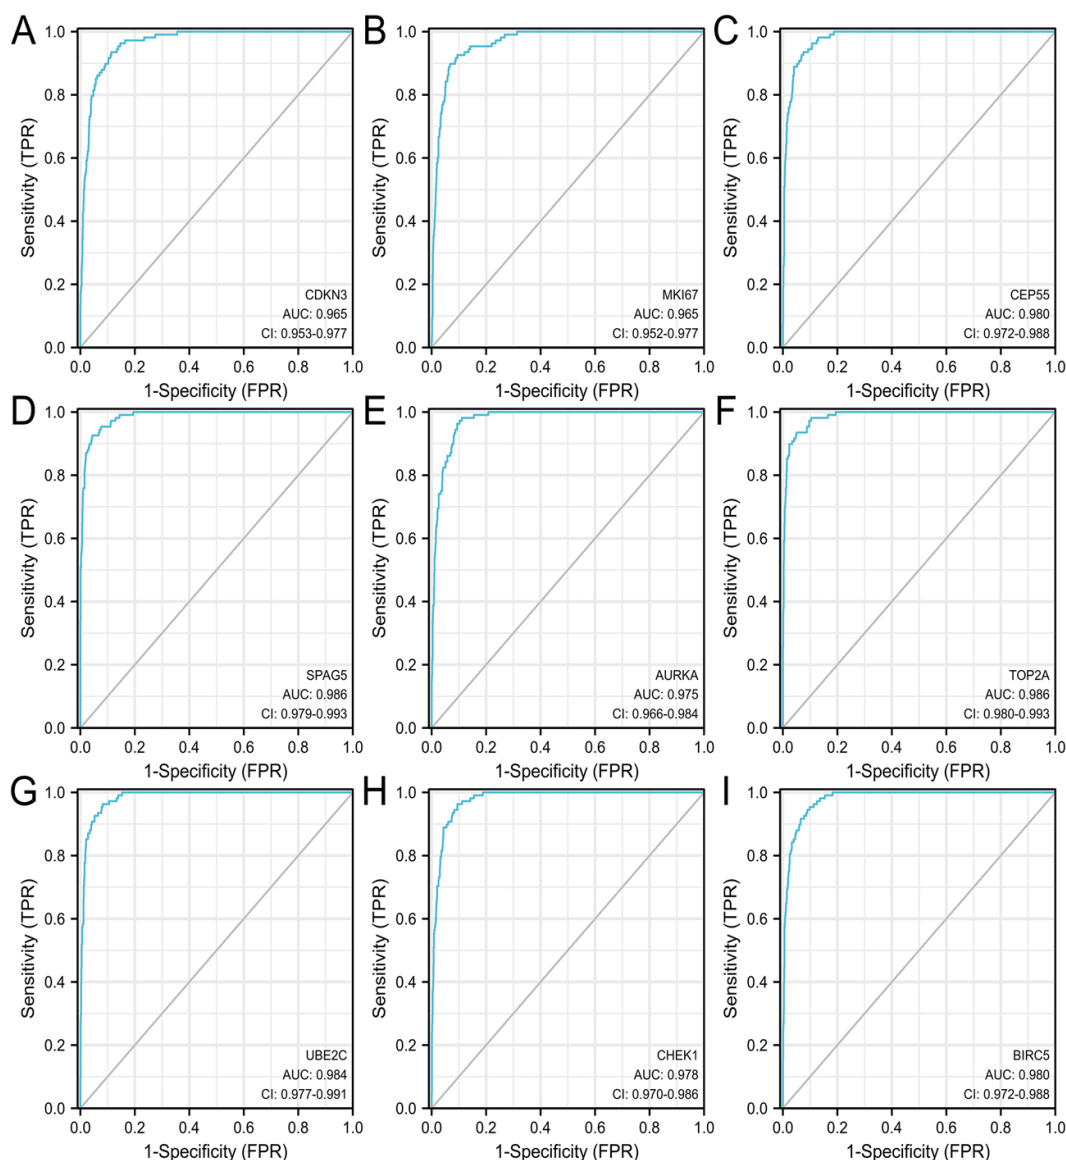 A
1.0
0.8
0.6
0.4
0.2
0.0
Sensitivity (TPR)
CDKN3
AUC: 0.965
CI: 0.953-0.977
0.0 0.2 0.4 0.6 0.8 1.0
1-Specificity (FPR)
B
1.0
0.8
0.6
0.4
0.2
0.0
Sensitivity (TPR)
MKI67
AUC: 0.965
CI: 0.952-0.977
0.0 0.2 0.4 0.6 0.8 1.0
1-Specificity (FPR)
C
1.0
0.8
0.6
0.4
0.2
0.0
Sensitivity (TPR)
CEP55
AUC: 0.980
CI: 0.972-0.988
0.0 0.2 0.4 0.6 0.8 1.0
1-Specificity (FPR)
D
1.0
0.8
0.6
0.4
0.2
0.0
Sensitivity (TPR)
SPAG5
AUC: 0.986
CI: 0.979-0.993
0.0 0.2 0.4 0.6 0.8 1.0
1-Specificity (FPR)
E
1.0
0.8
0.6
0.4
0.2
0.0
Sensitivity (TPR)
AURKA
AUC: 0.975
CI: 0.966-0.984
0.0 0.2 0.4 0.6 0.8 1.0
1-Specificity (FPR)
F
1.0
0.8
0.6
0.4
0.2
0.0
Sensitivity (TPR)
TOP2A
AUC: 0.986
CI: 0.980-0.993
0.0 0.2 0.4 0.6 0.8 1.0
1-Specificity (FPR)
G
1.0
0.8
0.6
0.4
0.2
0.0
Sensitivity (TPR)
UBE2C
AUC: 0.984
CI: 0.977-0.991
0.0 0.2 0.4 0.6 0.8 1.0
1-Specificity (FPR)
H
1.0
0.8
0.6
0.4
0.2
0.0
Sensitivity (TPR)
CHEK1
AUC: 0.978
CI: 0.970-0.986
0.0 0.2 0.4 0.6 0.8 1.0
1-Specificity (FPR)
I
1.0
0.8
0.6
0.4
0.2
0.0
Sensitivity (TPR)
BIRC5
AUC: 0.980
CI: 0.972-0.988
0.0 0.2 0.4 0.6 0.8 1.0
1-Specificity (FPR)